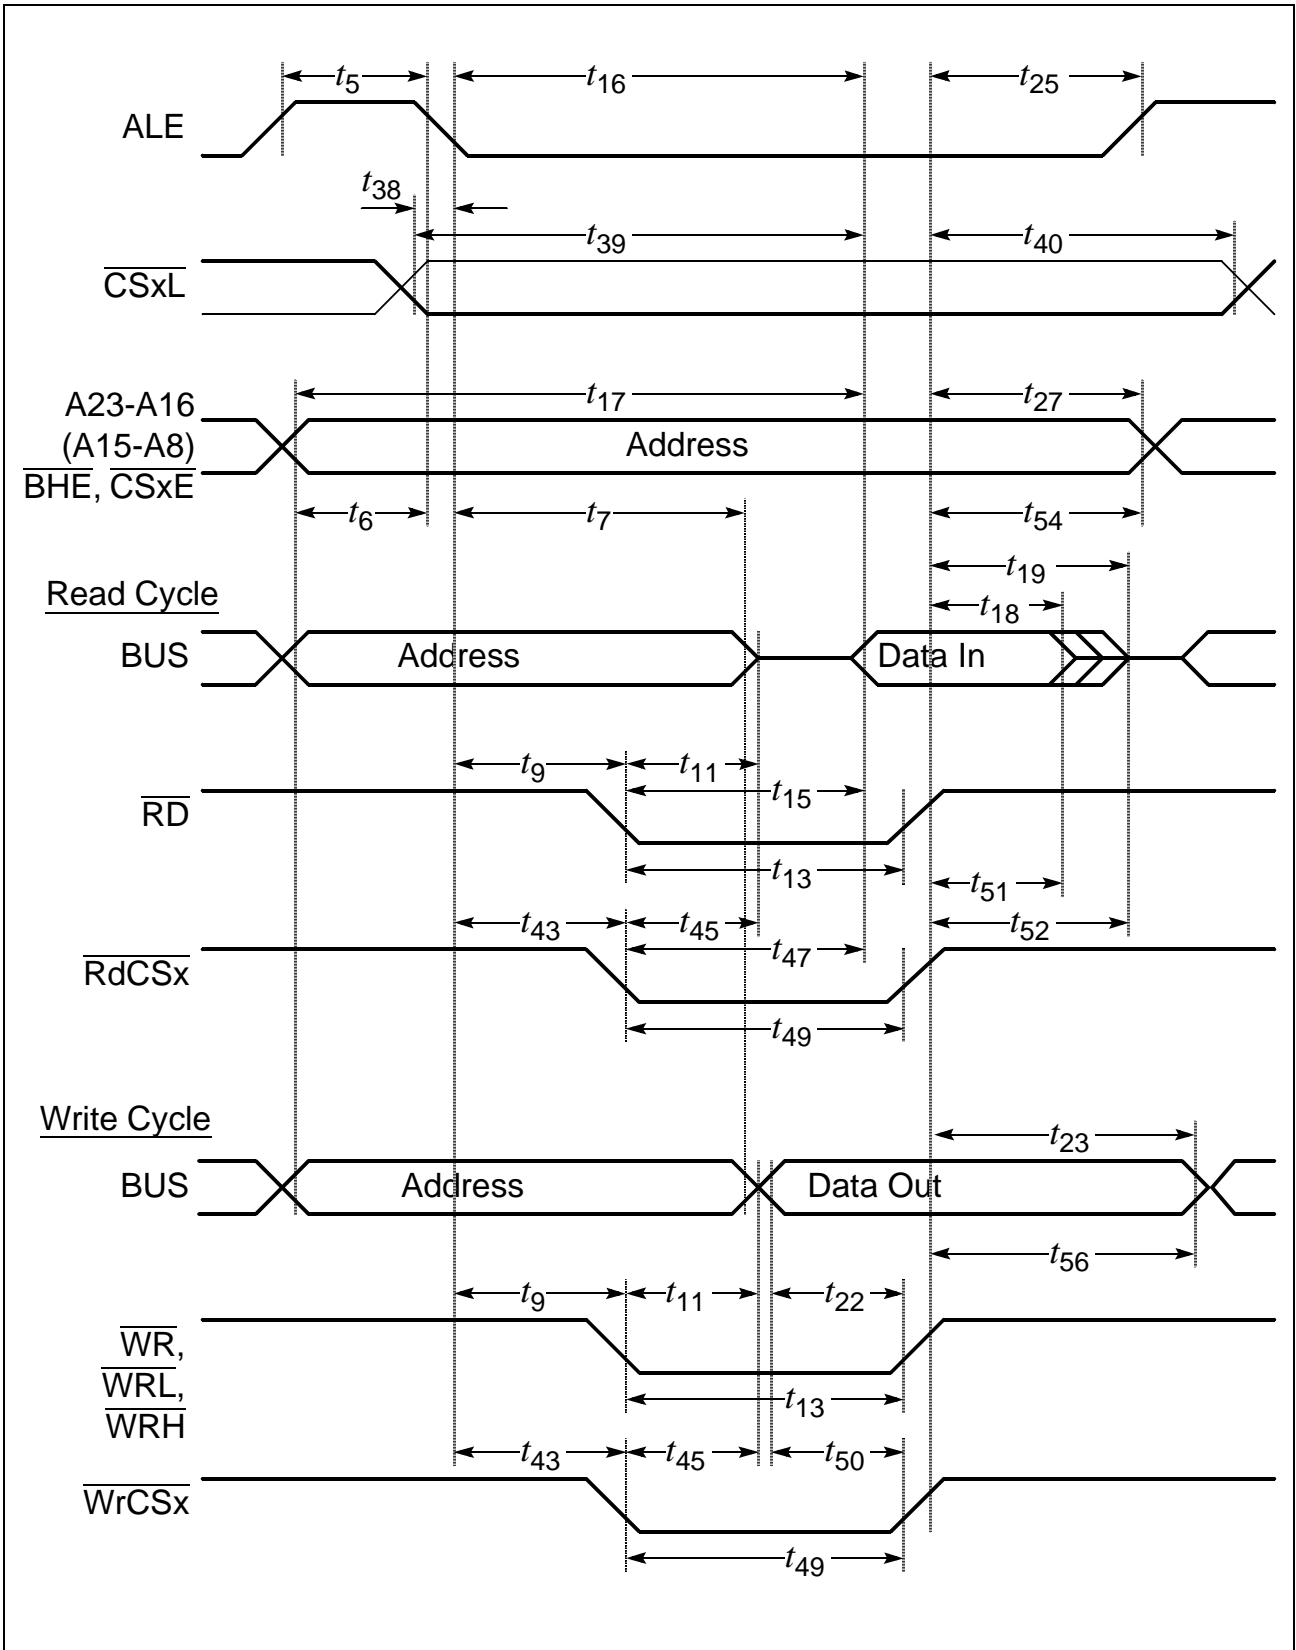 t5 t16 t25
ALE
t38
t39 t40
CSxL
t17 t27
A23-A16
(A15-A8)
BHE, CSxE
Address
t6 t7 t54
t19
Read Cycle
t18
BUS Address Data In
t9 t11
t15
RD
t13
t51
t43 t45 t52
t47
RdCSx
t49
Write Cycle
t23
BUS Address Data Out
t56
t9 t11 t22
WR,
WRL,
WRH
t13
t43 t45 t50
WrCSx
t49